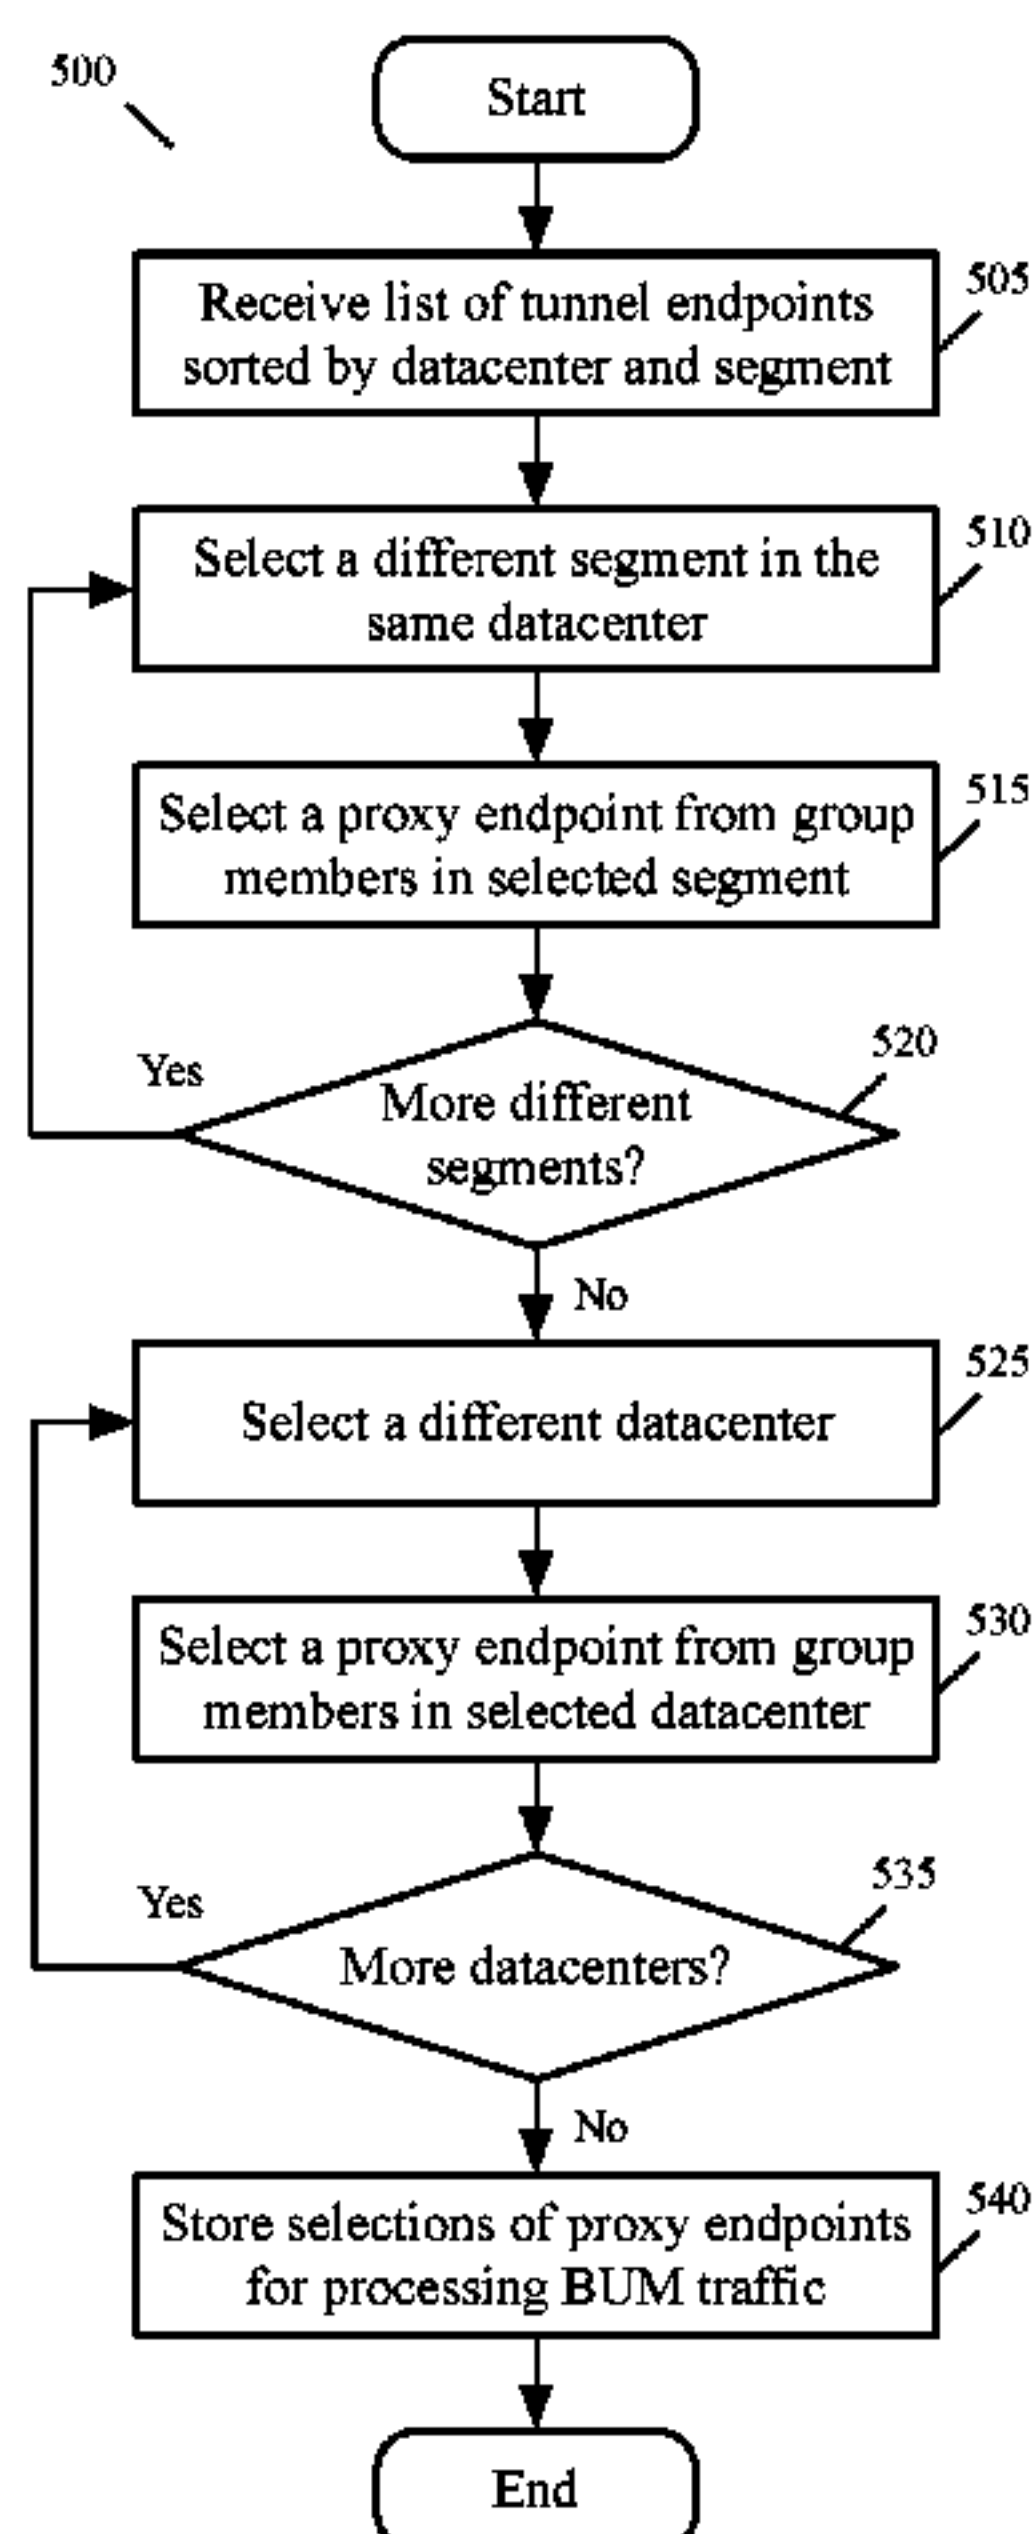 500
Start
Receive list of tunnel endpoints
sorted by datacenter and segment
505
Select a different segment in the
same datacenter
510
Select a proxy endpoint from group
members in selected segment
515
More different
segments?
520
Yes
No
Select a different datacenter
525
Select a proxy endpoint from group
members in selected datacenter
530
More datacenters?
535
Yes
No
Store selections of proxy endpoints
for processing BUM traffic
540
End